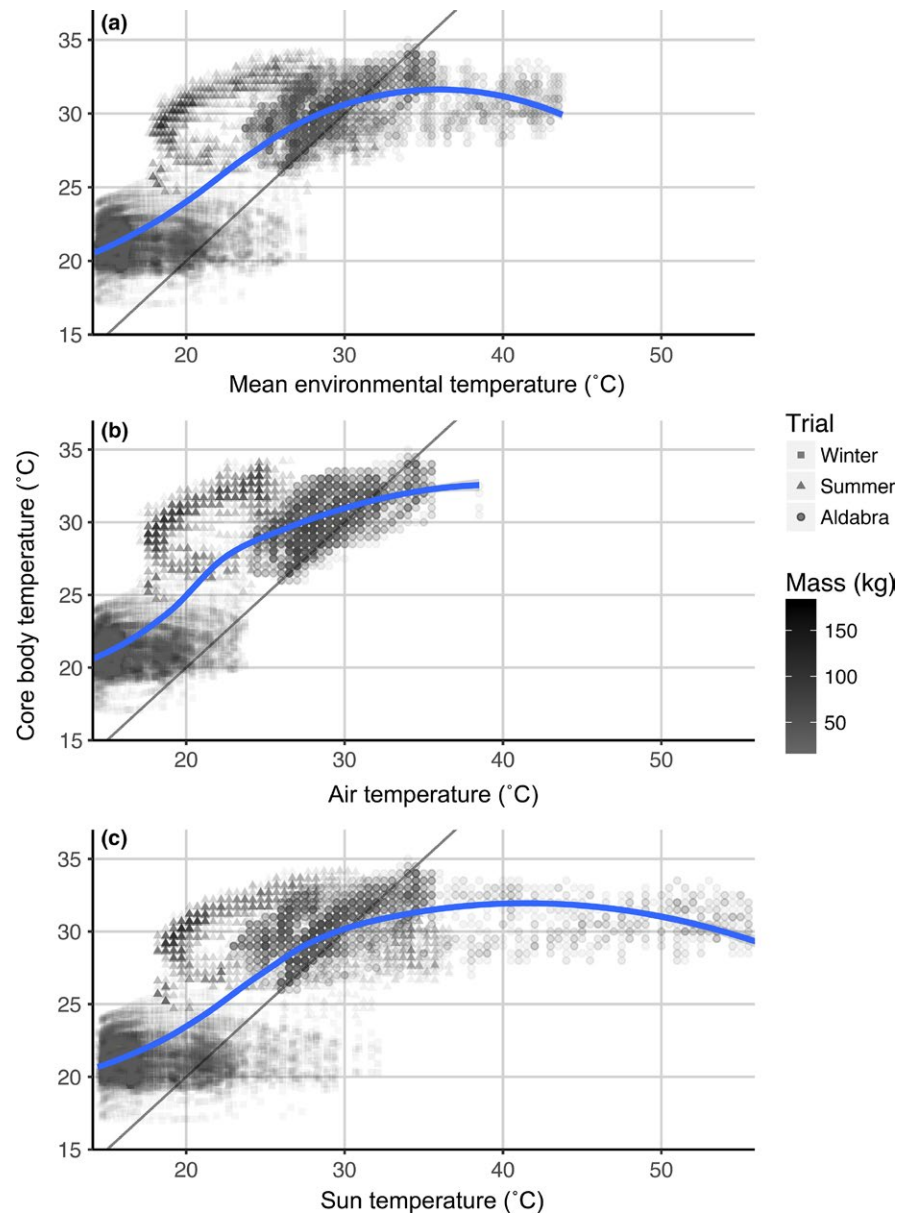 (a)
35
30
25
20
15
20 30 40 50
Mean environmental temperature (˚C)
(b)
35
30
25
20
15
20 30 40 50
Air temperature (˚C)
Core body temperature (˚C)
Trial
Winter
Summer
Aldabra
Mass (kg)
150
100
50
(c)
35
30
25
20
15
20 30 40 50
Sun temperature (˚C)